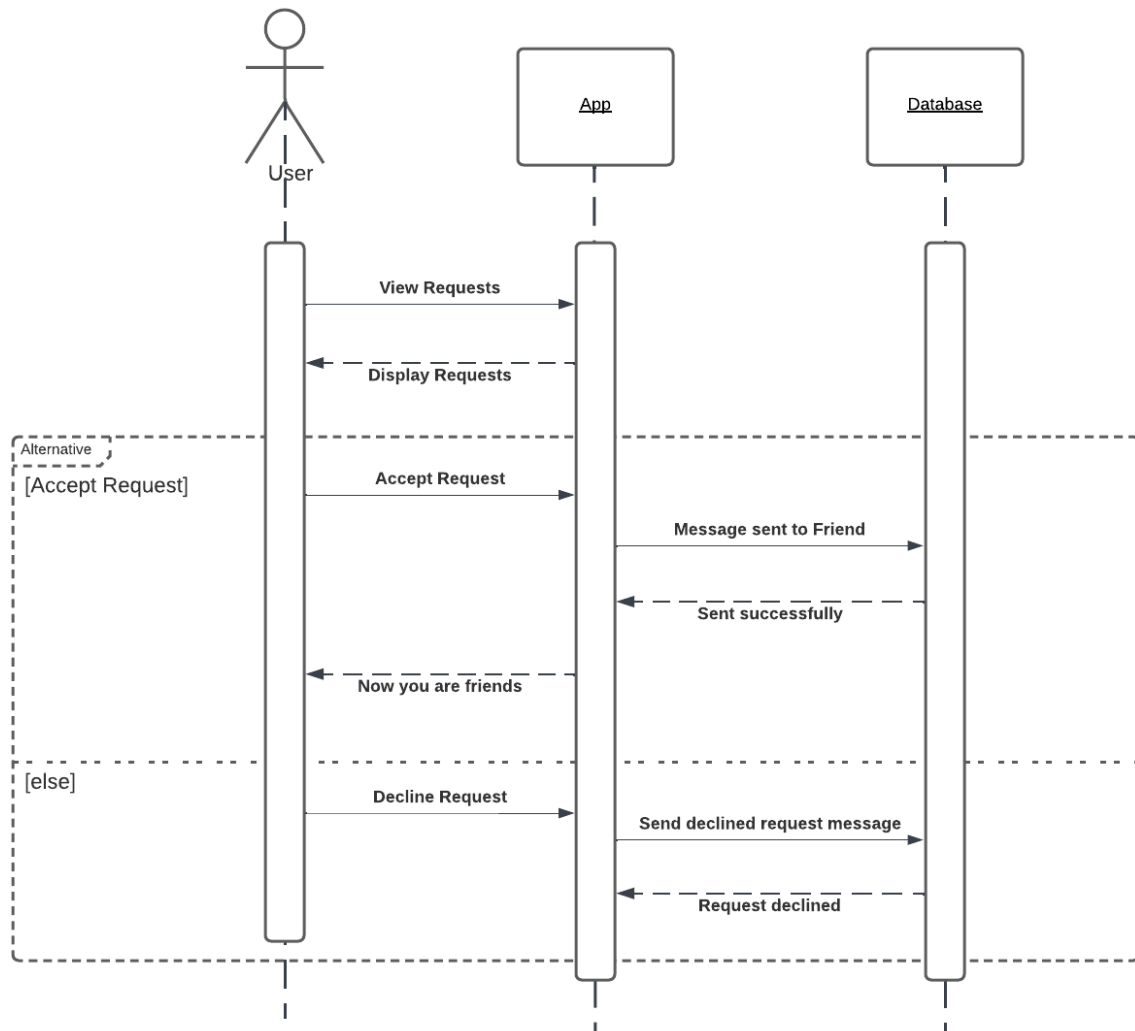 User
App
Database
View Requests
Display Requests
Alternative
[Accept Request]
Accept Request
Message sent to Friend
Sent successfully
Now you are friends
[else]
Decline Request
Send declined request message
Request declined